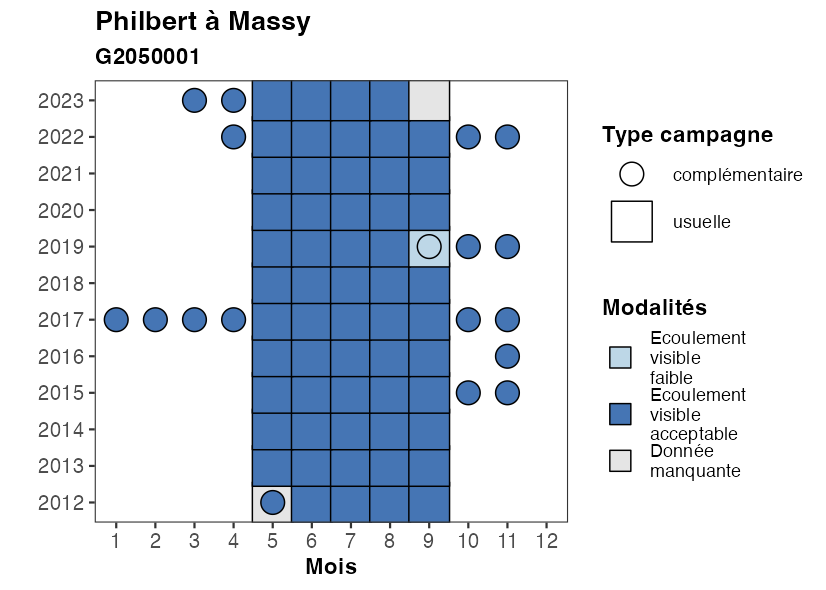 Philbert à Massy
G2050001
2023
2022
2021
2020
2019
2018
2017
2016
2015
2014
2013
2012
1 2 3 4 5 6 7 8 9 10 11 12
Mois
Type campagne
complémentaire
usuelle
Modalités
Ecoulement
visible
faible
Ecoulement
visible
acceptable
Donnée
manquante